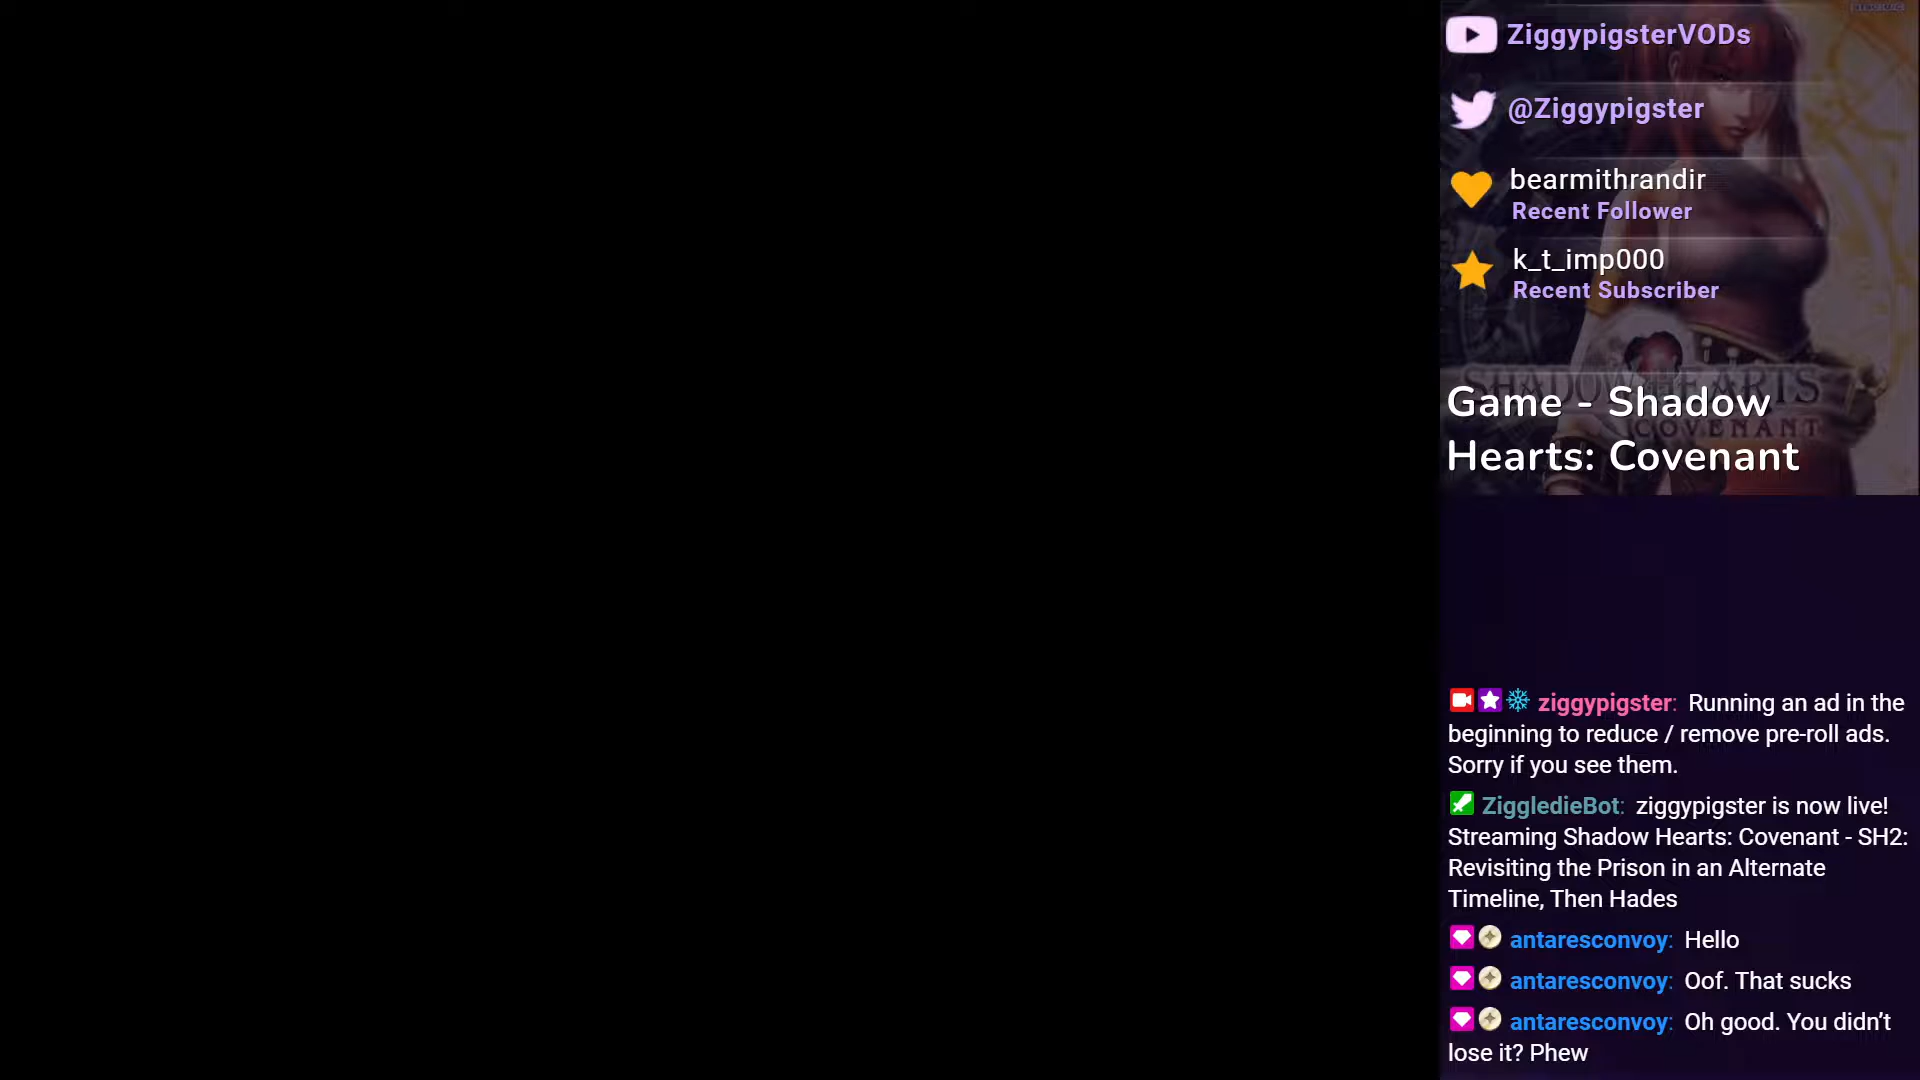 ZiggypigsterVODs
@Ziggypigster
bearmithrandir
Recent Follower
k_t_imp000
Recent Subscriber
SHADOW HEARTS
COVENANT
Game - Shadow
Hearts: Covenant
ziggypigster: Running an ad in the
beginning to reduce / remove pre-roll ads.
Sorry if you see them.
ZiggledieBot: ziggypigster is now live!
Streaming Shadow Hearts: Covenant - SH2:
Revisiting the Prison in an Alternate
Timeline, Then Hades
antaresconvoy: Hello
antaresconvoy: Oof. That sucks
antaresconvoy: Oh good. You didn’t
lose it? Phew